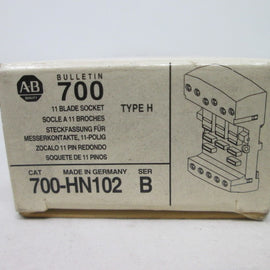 AB
QUALITY
BULLETIN
700
11 BLADE SOCKET
SOCLE A 11 BROCHES
STECKFASSUNG FÜR
MESSERKONTAKTE, 11-POLIG
ZOCALO 11 PIN REDONDO
SOQUETE DE 11 PINOS
TYPE H
CAT MADE IN GERMANY SER
700-HN102 B